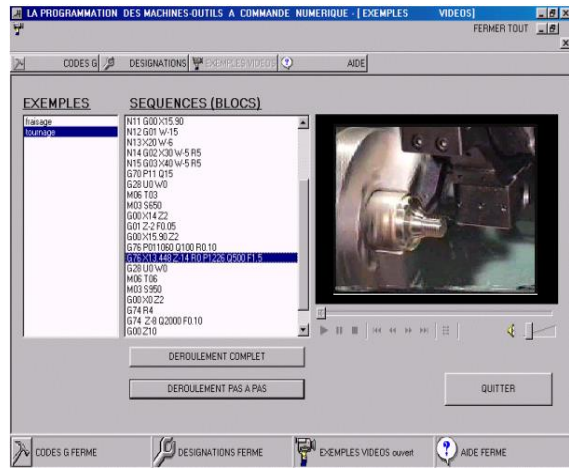 LA PROGRAMMATION DES MACHINES-OUTILS A COMMANDE NUMERIQUE - [ EXEMPLES VIDEOS]
FERMER TOUT
CODES G DESIGNATIONS EXEMPLES VIDEOS AIDE
EXEMPLES SEQUENCES (BLOCS)
fraisage
tournage
N11 G00 X15.90
N12 G01 W-15
N13 X20 W-6
N14 G02 X30 W-5 R5
N15 G03 X40 W-5 R5
G70 P11 Q15
G28 U0 W0
M06 T03
M03 S650
G00 X14 Z2
G01 Z-2 F0.05
G00 X15.90 Z2
G76 P011060 Q100 R0.10
G76 X13.448 Z-14 R0 P1226 Q500 F1.5
G28 U0 W0
M06 T06
M03 S950
G00 X0 Z2
G74 R4
G74 Z-8 Q2000 F0.10
G00 Z10
DEROULEMENT COMPLET
DEROULEMENT PAS A PAS
QUITTER
CODES G FERME DESIGNATIONS FERME EXEMPLES VIDEOS ouvert AIDE FERME